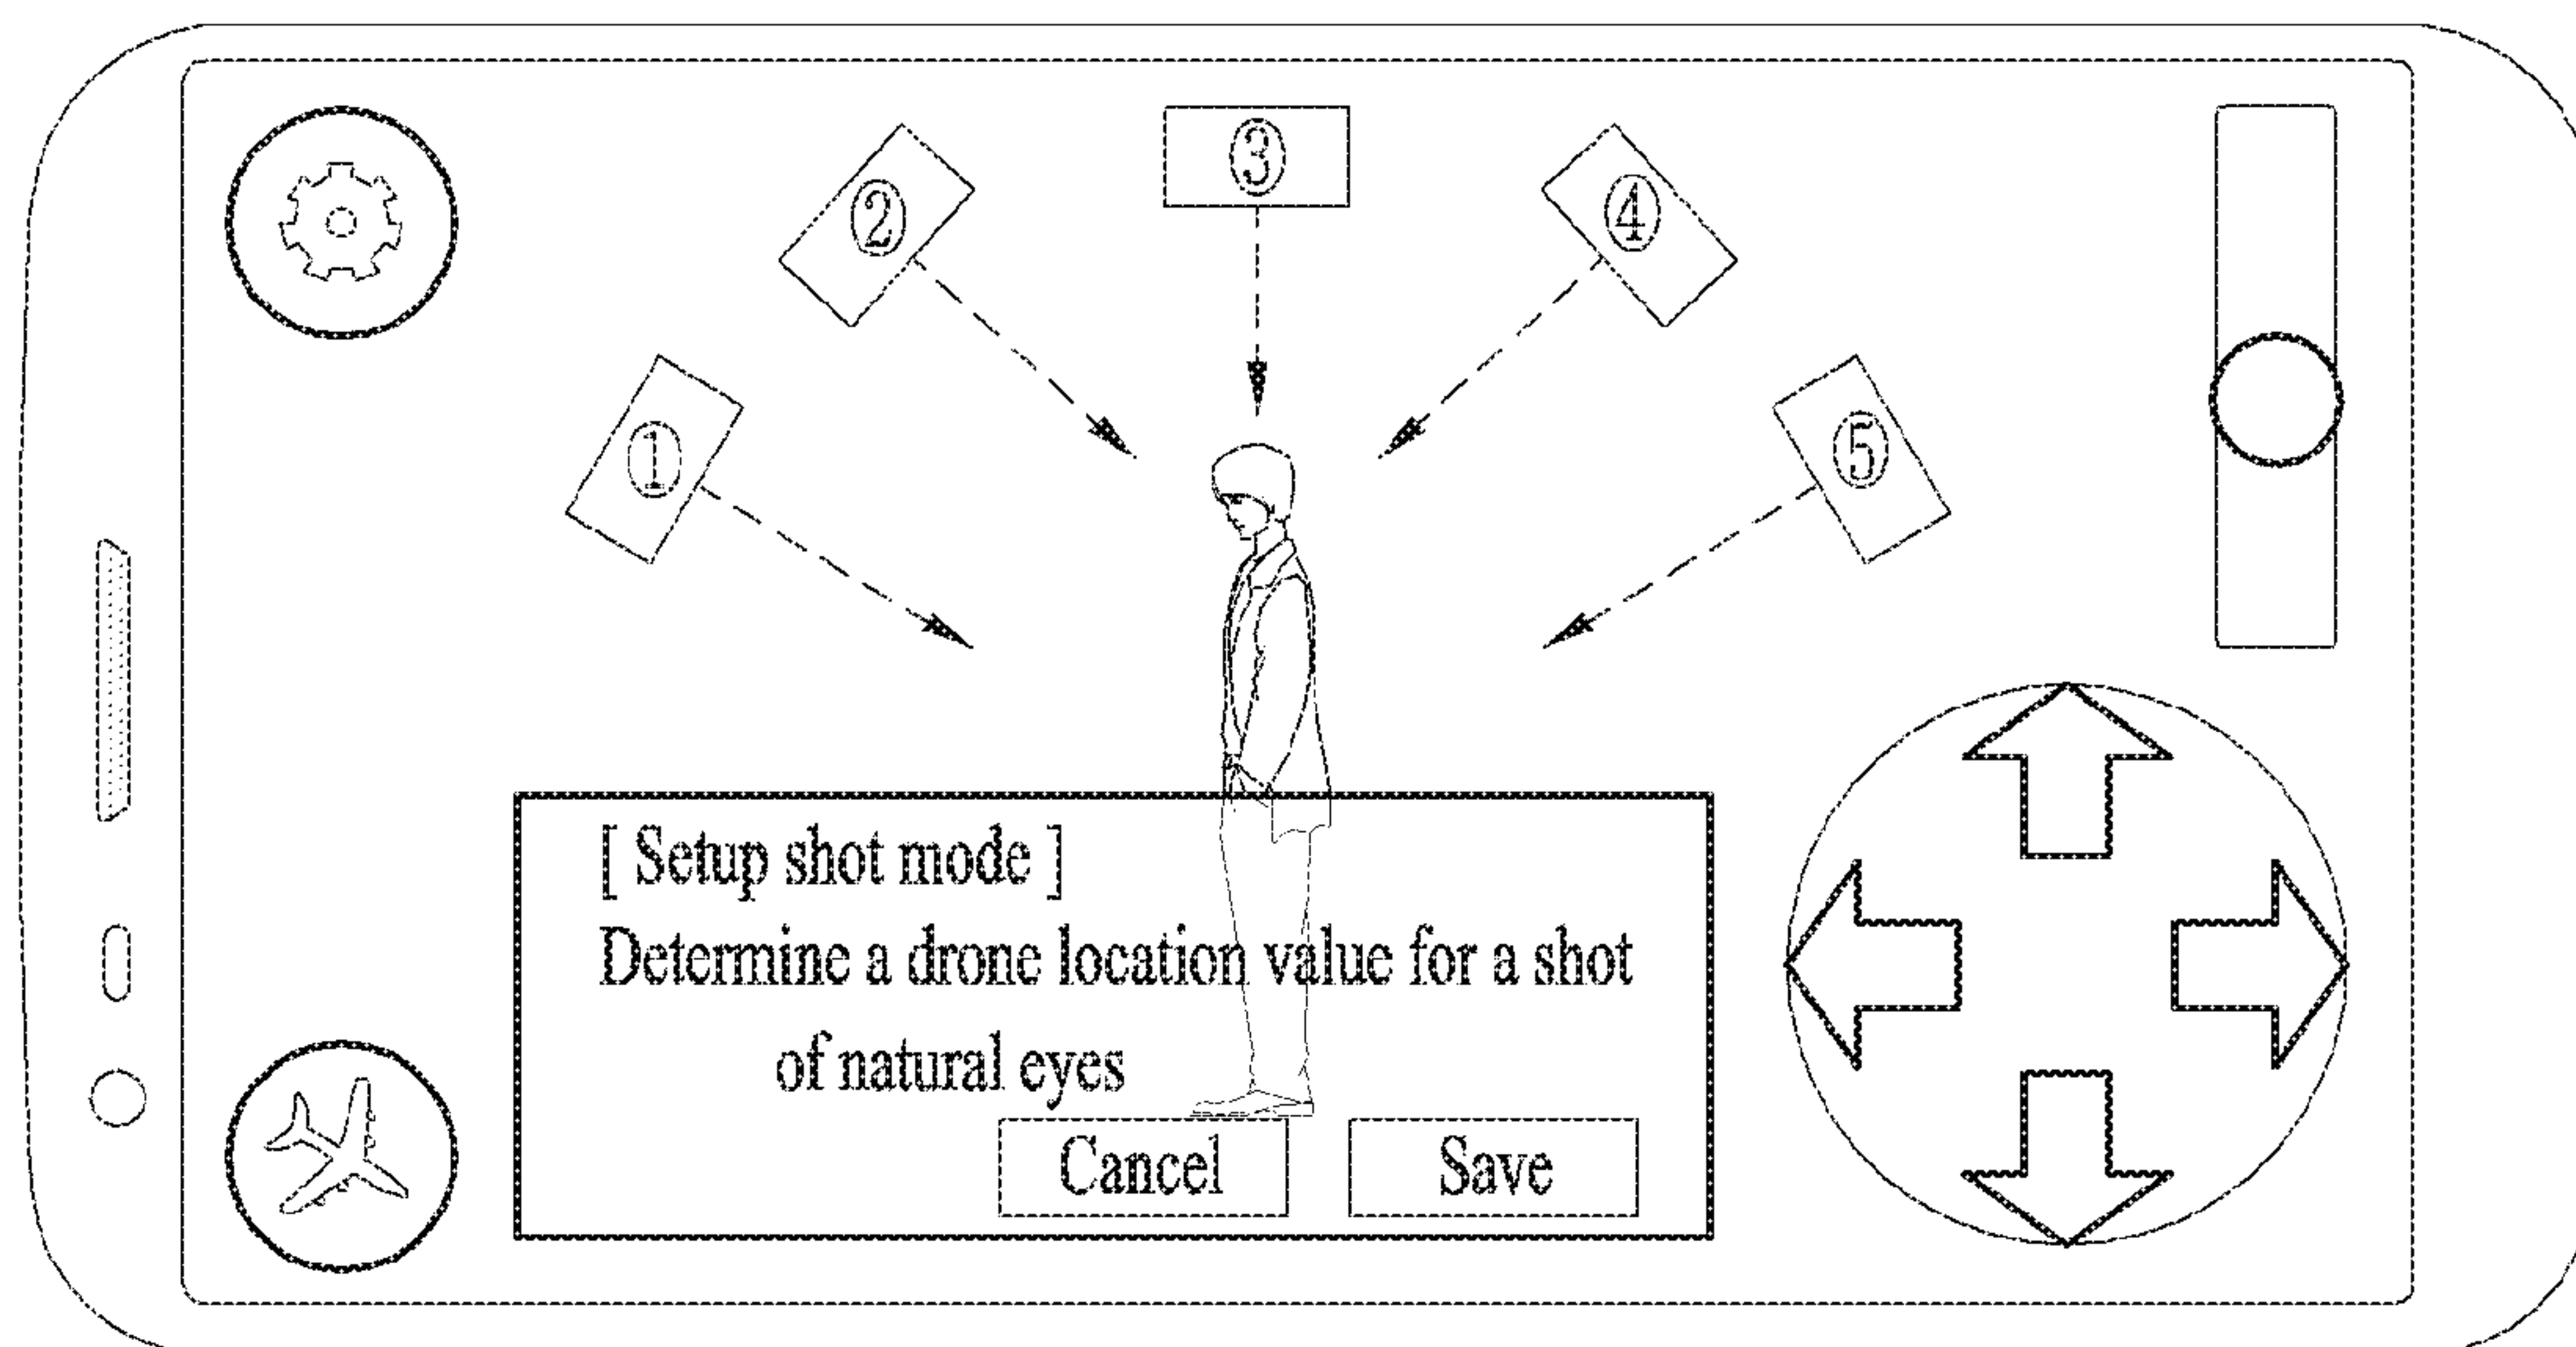 ③
②
④
①
⑤
[ Setup shot mode ]
Determine a drone location value for a shot
of natural eyes
Cancel
Save